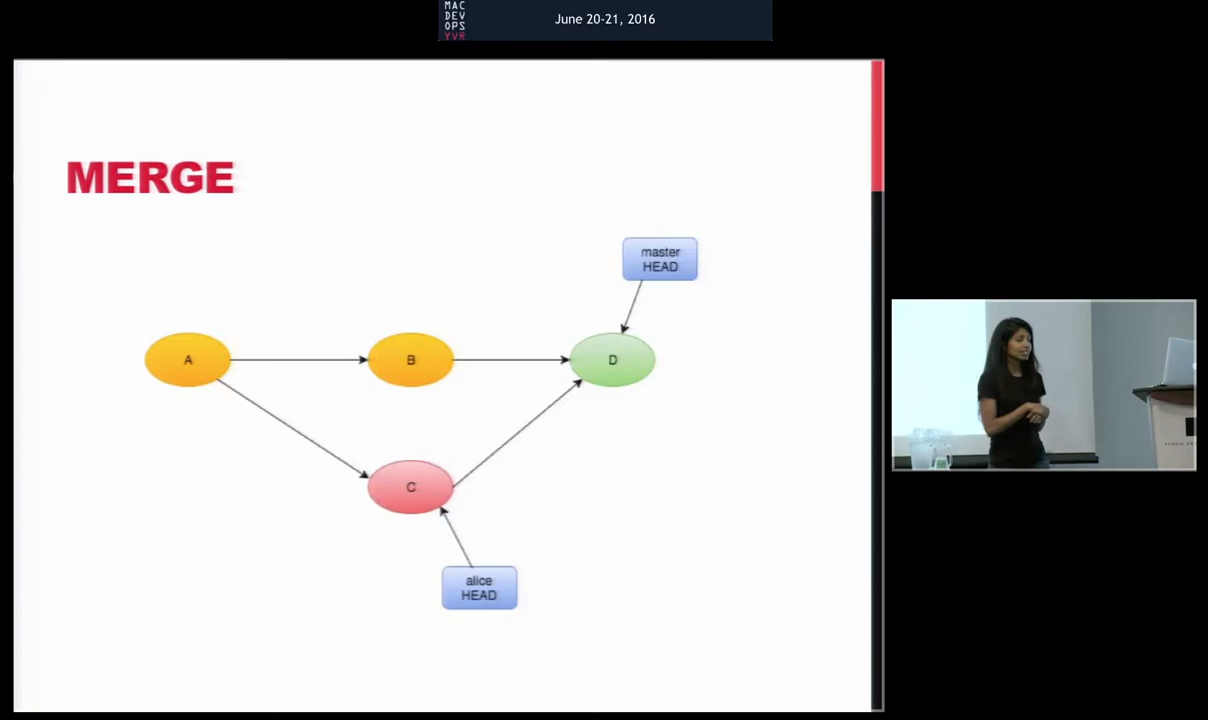 MAC
DEV
OPS
YVR
June 20-21, 2016
MERGE
master
HEAD
A
B
D
C
alice
HEAD